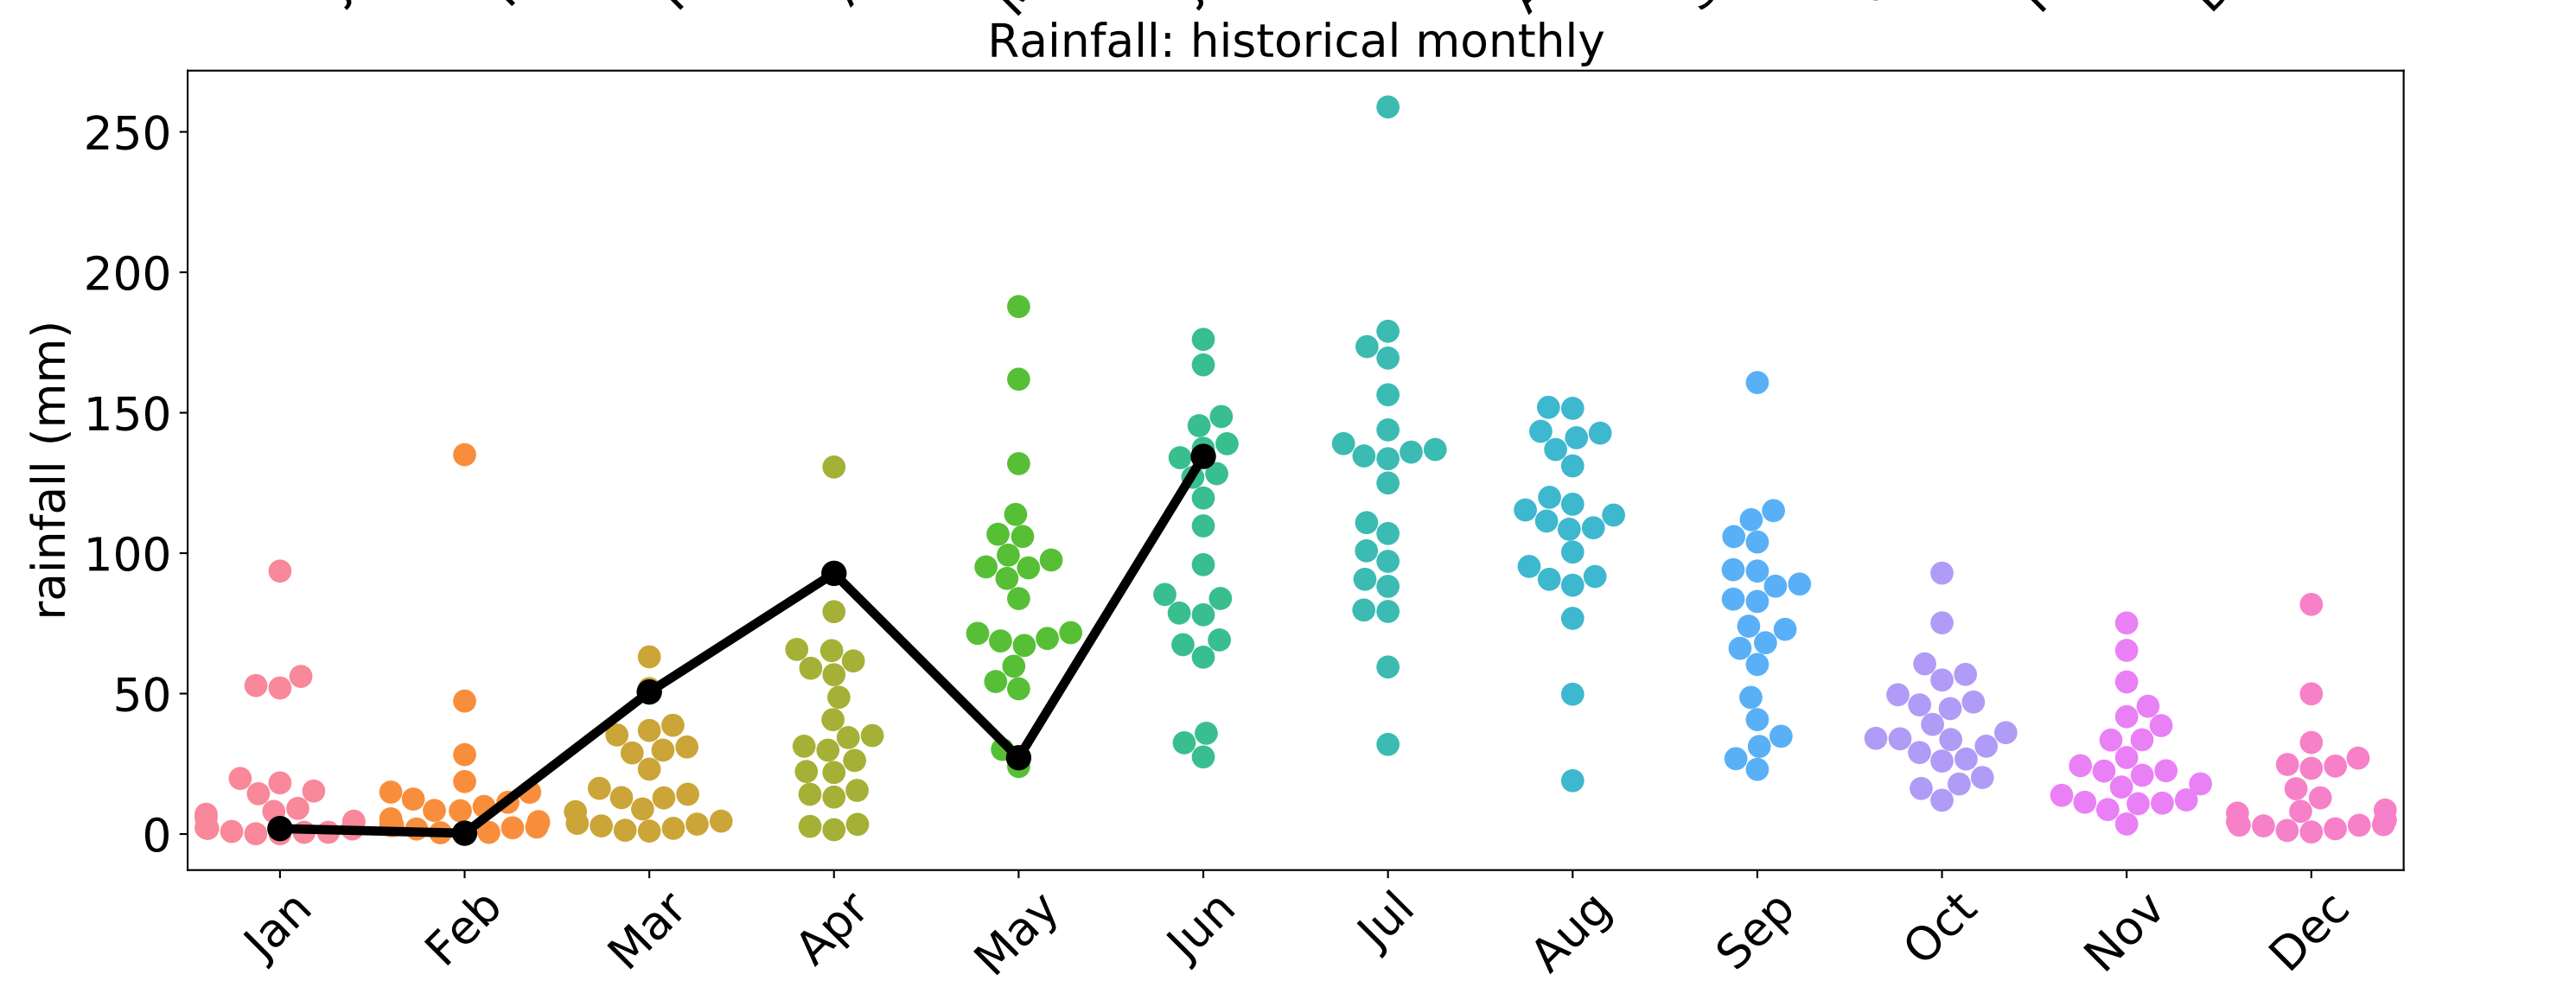 Rainfall: historical monthly
rainfall (mm)
250
200
150
100
50
0
Jan
Feb
Mar
Apr
May
Jun
Jul
Aug
Sep
Oct
Nov
Dec